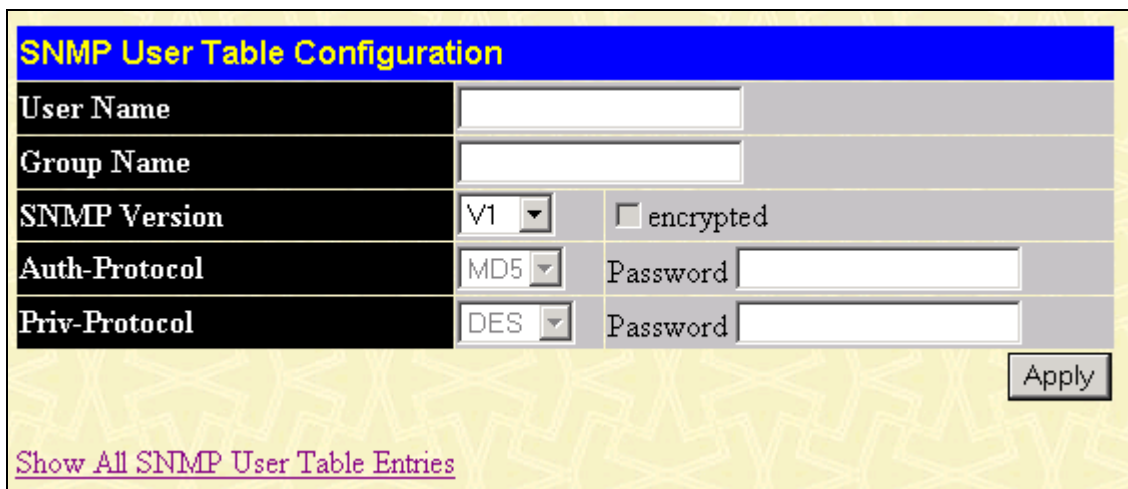 SNMP User Table Configuration
User Name
Group Name
SNMP Version V1 encrypted
Auth-Protocol MD5 Password
Priv-Protocol DES Password
Apply
Show All SNMP User Table Entries